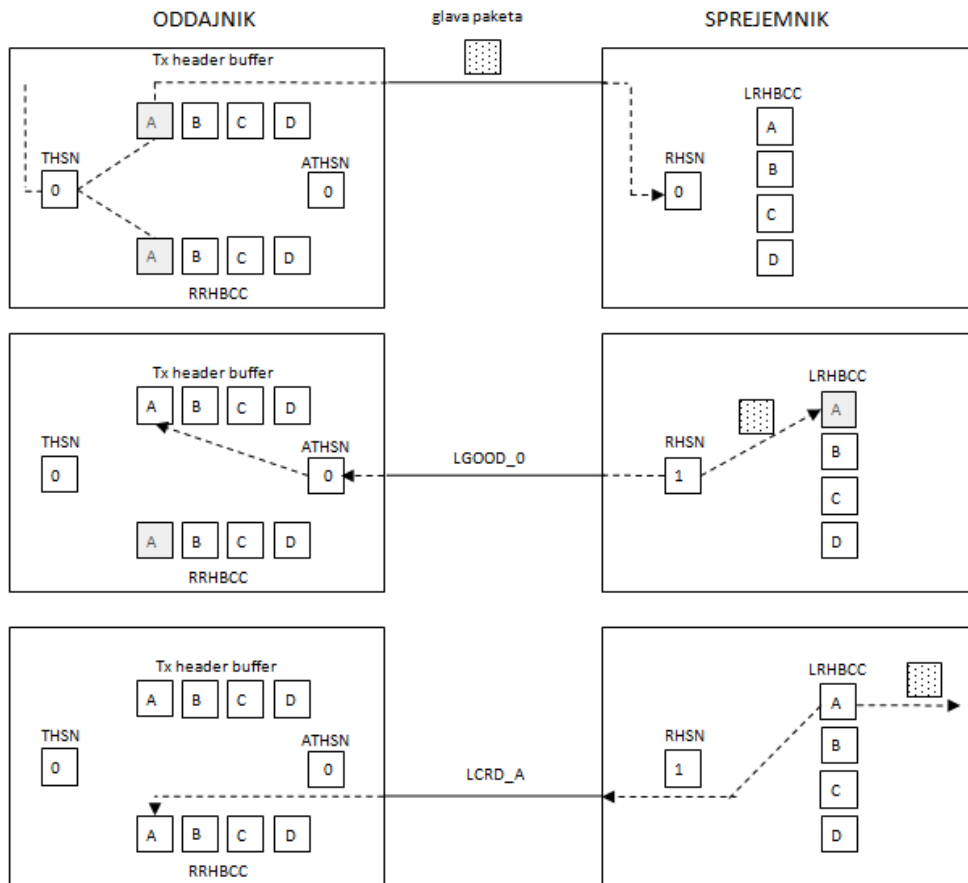 ODDAJNIK
glava paketa
SPREJEMNIK
Tx header buffer
A B C D
THSN
0
ATHSN
0
A B C D
RRHBCC
RHSN
0
LRHBCC
A
B
C
D
Tx header buffer
A B C D
THSN
0
ATHSN
0
A B C D
RRHBCC
LGOOD_0
RHSN
1
LRHBCC
A
B
C
D
Tx header buffer
A B C D
THSN
0
ATHSN
0
A B C D
RRHBCC
LCRD_A
RHSN
1
LRHBCC
A
B
C
D